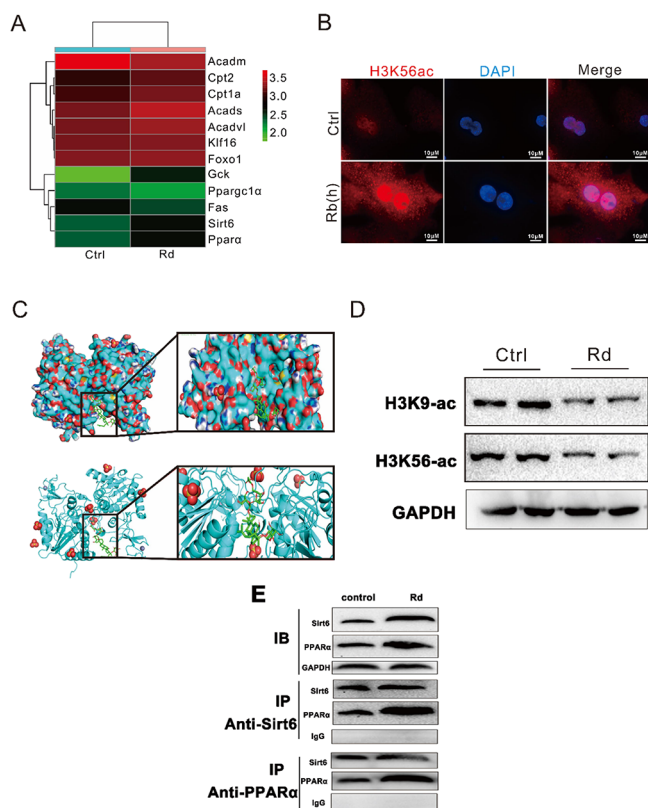 A
Acadm
Cpt2
Cpt1a
Acads
Acadvl
Klf16
Foxo1
Gck
Ppargc1α
Fas
Sirt6
Pparα
Ctrl Rd
3.5
3.0
2.5
2.0
B
H3K56ac DAPI Merge
Ctrl
10μM 10μM 10μM
Rb(h)
10μM 10μM 10μM
C
D
Ctrl Rd
H3K9-ac
H3K56-ac
GAPDH
E
control Rd
IB
Sirt6
PPARα
GAPDH
IP
Anti-Sirt6
Sirt6
PPARα
IgG
IP
Anti-PPARα
Sirt6
PPARα
IgG